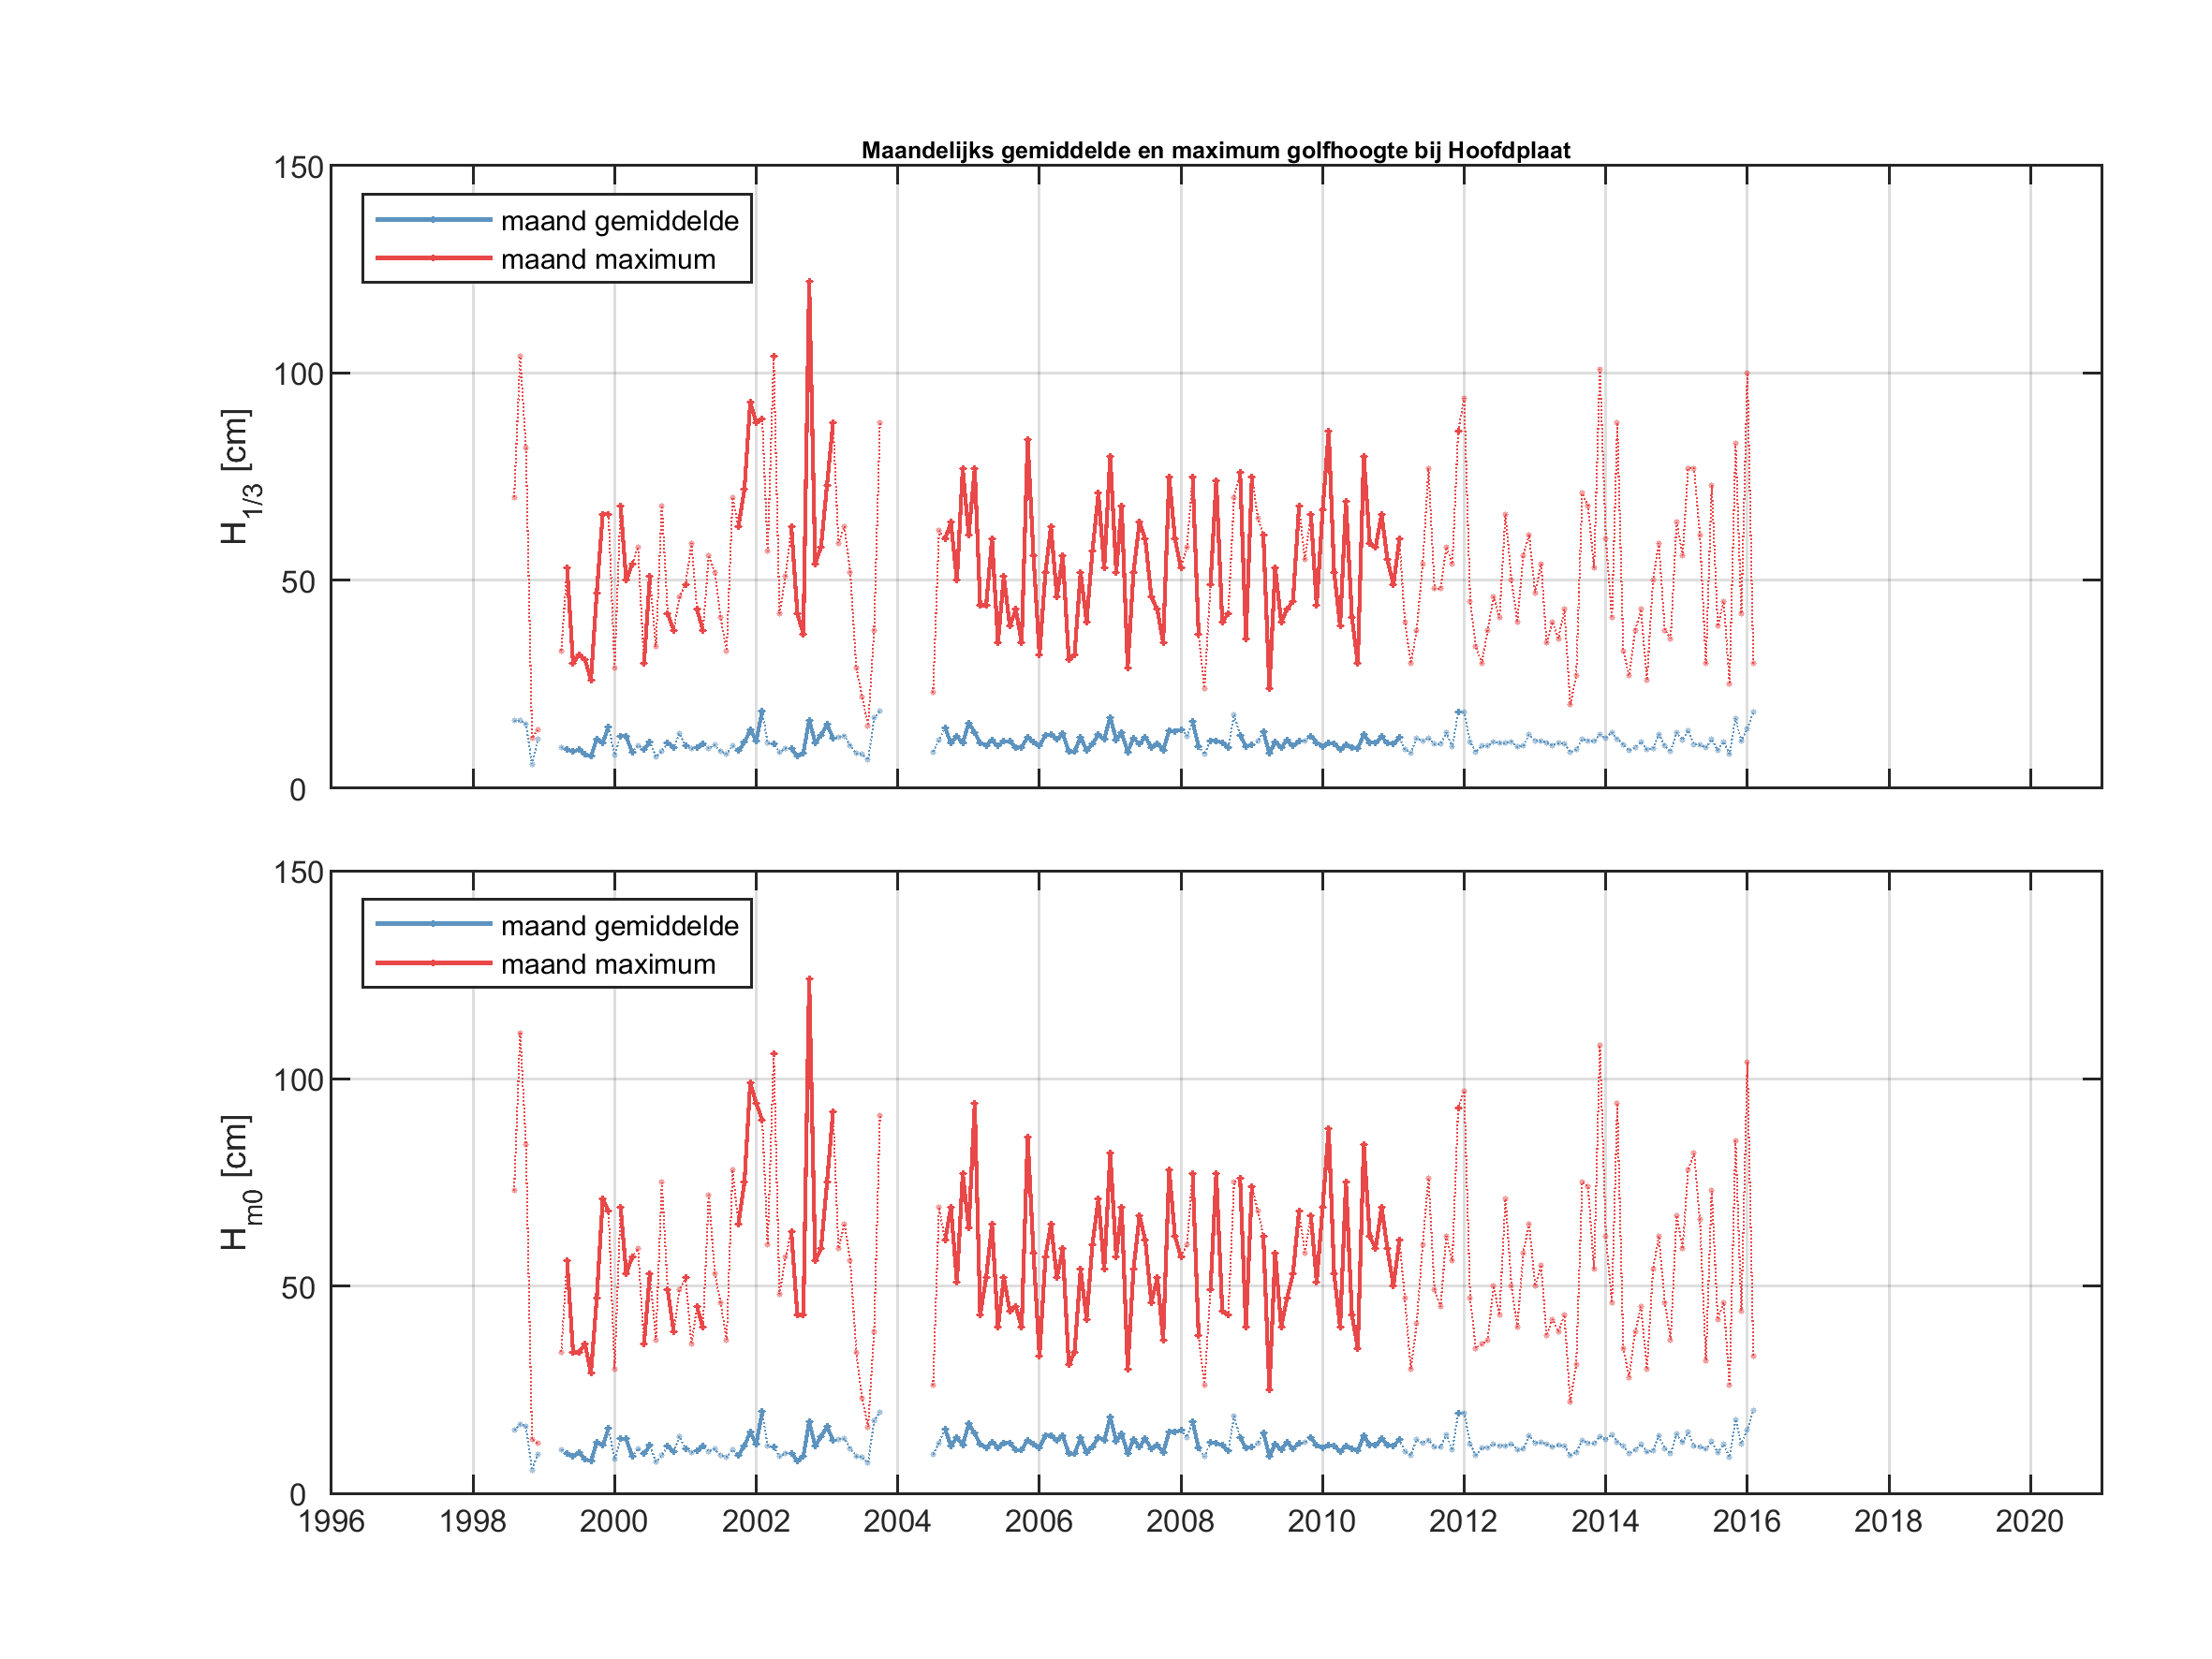 Maandelijks gemiddelde en maximum golfhoogte bij Hoofdplaat
150
100
50
0
H1/3 [cm]
maand gemiddelde
maand maximum
150
100
50
0
Hm0 [cm]
maand gemiddelde
maand maximum
1996 1998 2000 2002 2004 2006 2008 2010 2012 2014 2016 2018 2020